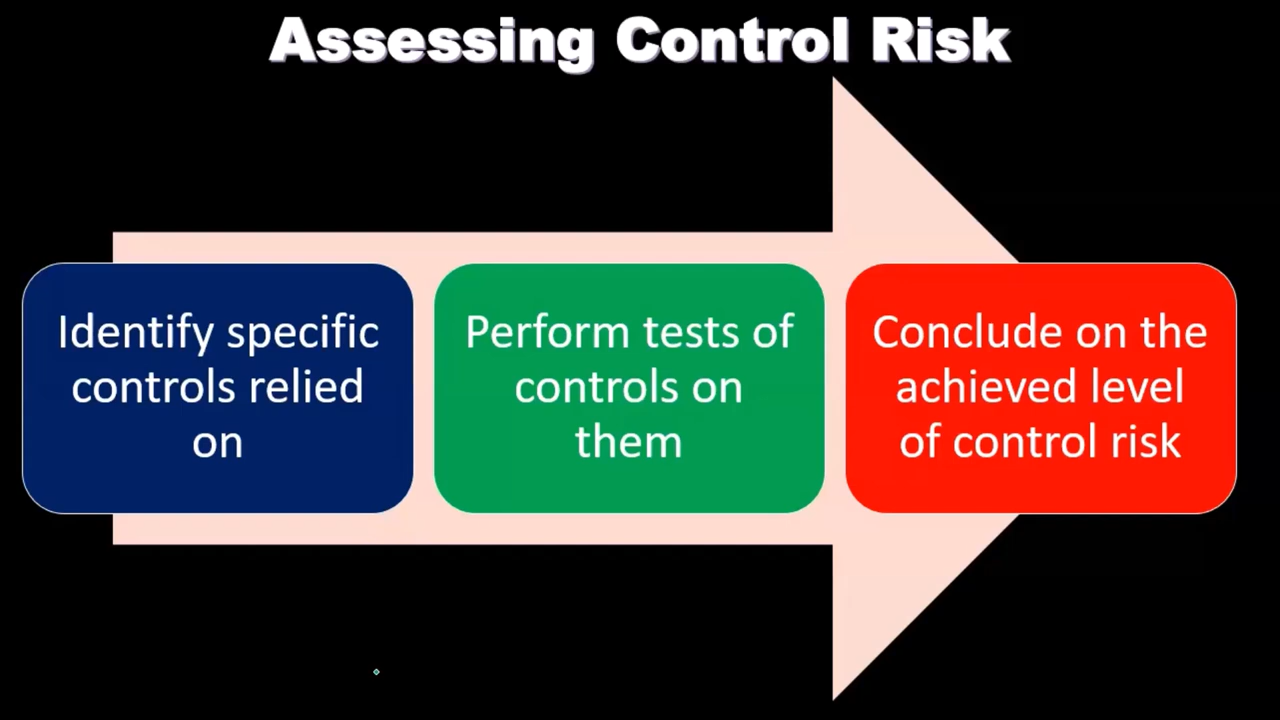 Assessing Control Risk
Identify specific
controls relied
on
Perform tests of
controls on
them
Conclude on the
achieved level
of control risk